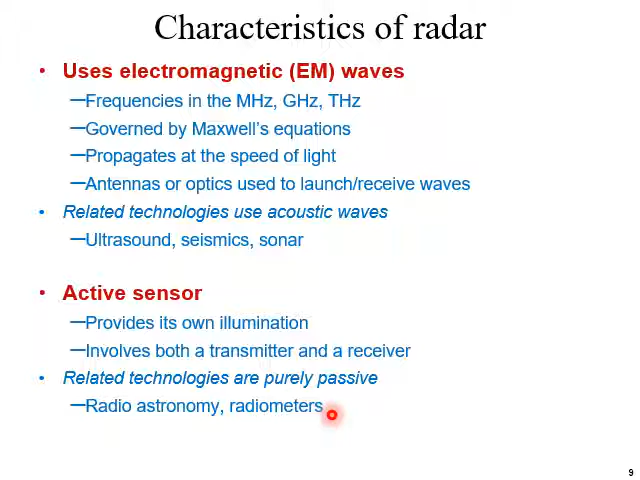 Characteristics of radar
• Uses electromagnetic (EM) waves
—Frequencies in the MHz, GHz, THz
—Governed by Maxwell's equations
—Propagates at the speed of light
—Antennas or optics used to launch/receive waves
• Related technologies use acoustic waves
—Ultrasound, seismics, sonar
• Active sensor
—Provides its own illumination
—Involves both a transmitter and a receiver
• Related technologies are purely passive
—Radio astronomy, radiometers
9